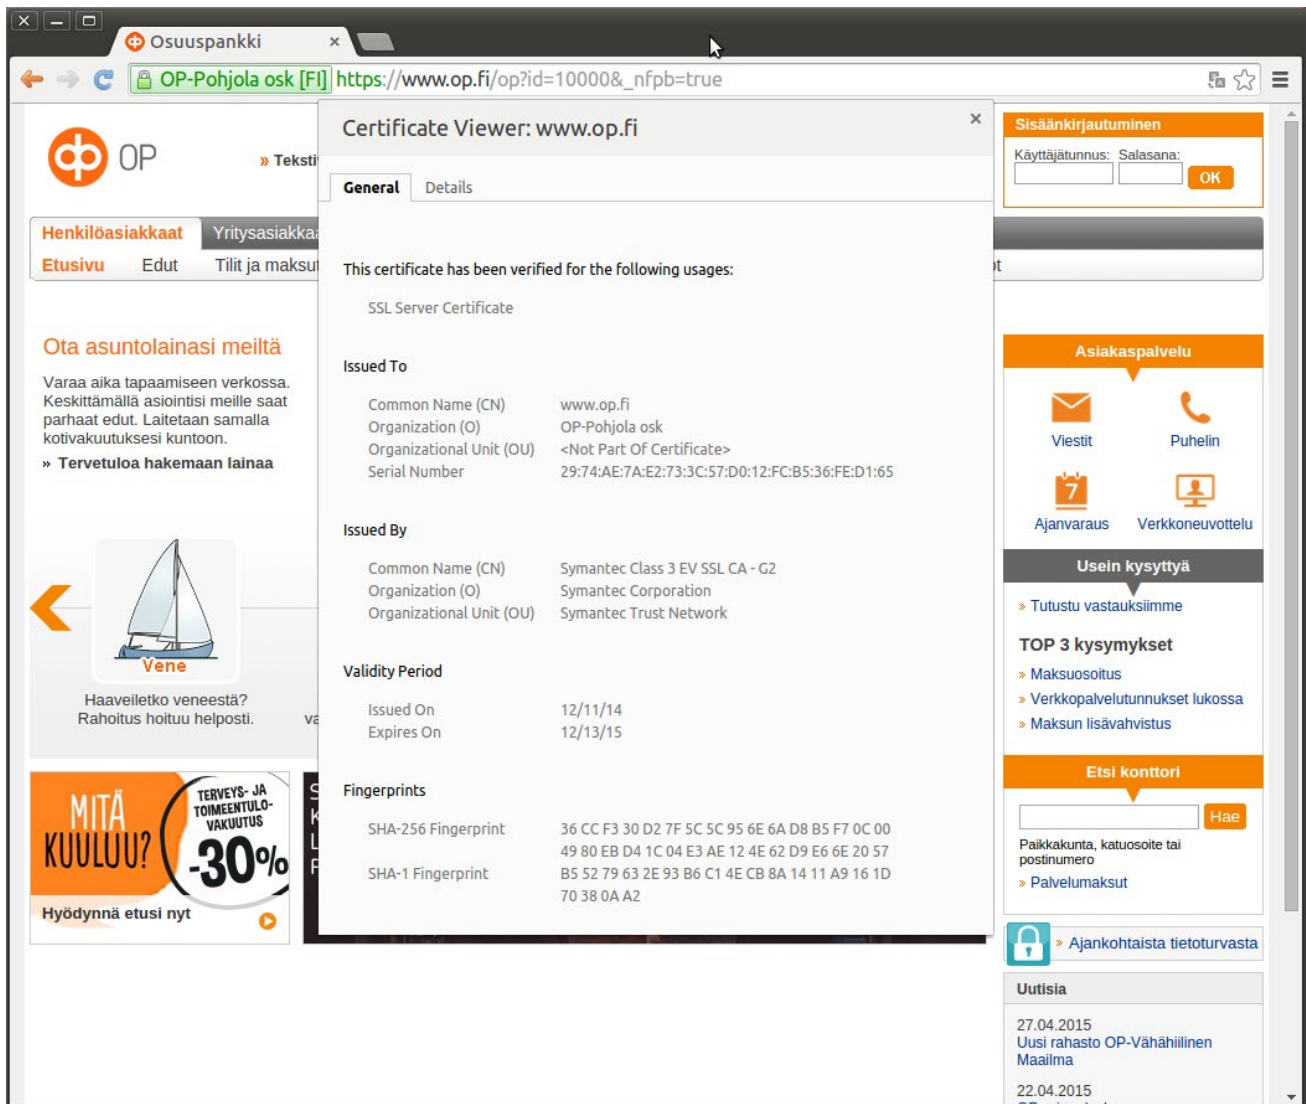 Osuuspankki
OP-Pohjola osk [FI] https://www.op.fi/op?id=10000&_nfpb=true
OP
» Teksti
Certificate Viewer: www.op.fi
General Details
This certificate has been verified for the following usages:
SSL Server Certificate
Issued To
Common Name (CN) www.op.fi
Organization (O) OP-Pohjola osk
Organizational Unit (OU) <Not Part Of Certificate>
Serial Number 29:74:AE:7A:E2:73:3C:57:D0:12:FC:B5:36:FE:D1:65
Issued By
Common Name (CN) Symantec Class 3 EV SSL CA - G2
Organization (O) Symantec Corporation
Organizational Unit (OU) Symantec Trust Network
Validity Period
Issued On 12/11/14
Expires On 12/13/15
Fingerprints
SHA-256 Fingerprint 36 CC F3 30 D2 7F 5C 5C 95 6E 6A D8 B5 F7 0C 00
49 80 EB D4 1C 04 E3 AE 12 4E 62 D9 E6 6E 20 57
SHA-1 Fingerprint B5 52 79 63 2E 93 B6 C1 4E CB 8A 14 11 A9 16 1D
70 38 0A A2
Henkilöasiakkaat Yritysasiakkaa
Etusivu Edut Tilit ja maksut
Ota asuntolainasi meiltä
Varaa aika tapaamiseen verkossa.
Keskittämällä asiointisi meille saat
parhaat edut. Laitetaan samalla
kotivakuutuksesi kuntoon.
» Tervetuloa hakemaan lainaa
Vene
Haaveiletko veneestä?
Rahoitus hoituu helposti.
MITÄ
KUULUU?
TERVEYS- JA
TOIMEENTULO-
VAKUUTUS
-30%
Hyödynnä etusi nyt
Sisäänkirjautuminen
Käyttäjätunnus: Salasana:
OK
Asiakaspalvelu
Viestit Puhelin
7
Ajanvaraus Verkkoneuvottelu
Usein kysyttyä
» Tutustu vastauksiimme
TOP 3 kysymykset
» Maksuosoitus
» Verkkopalvelutunnukset lukossa
» Maksun lisävahvistus
Etsi konttori
Hae
Paikkakunta, katuosoite tai
postinumero
» Palvelumaksut
» Ajankohtaista tietoturvasta
Uutisia
27.04.2015
Uusi rahasto OP-Vähähiilinen
Maailma
22.04.2015